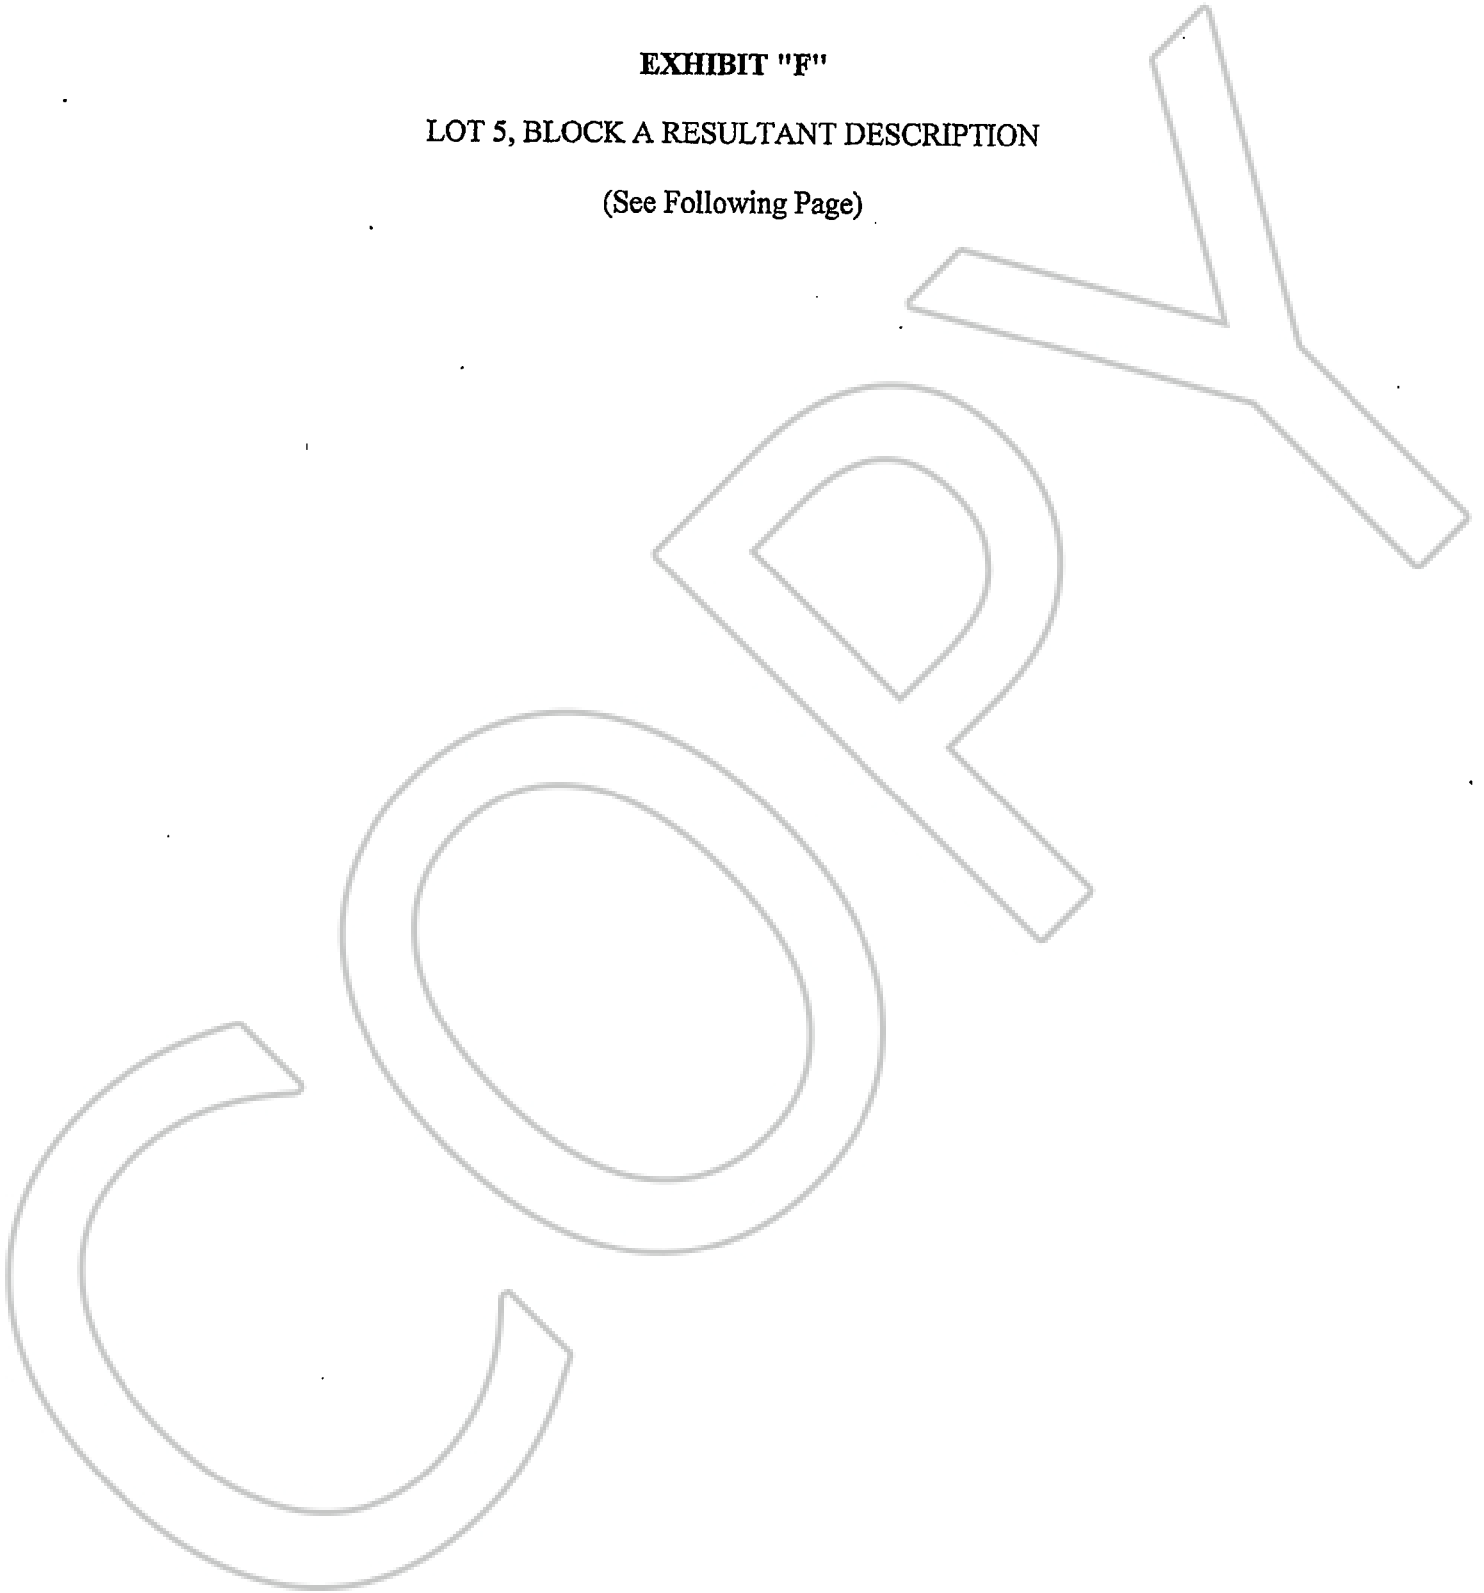 EXHIBIT "F"
LOT 5, BLOCK A RESULTANT DESCRIPTION
(See Following Page)
COPY